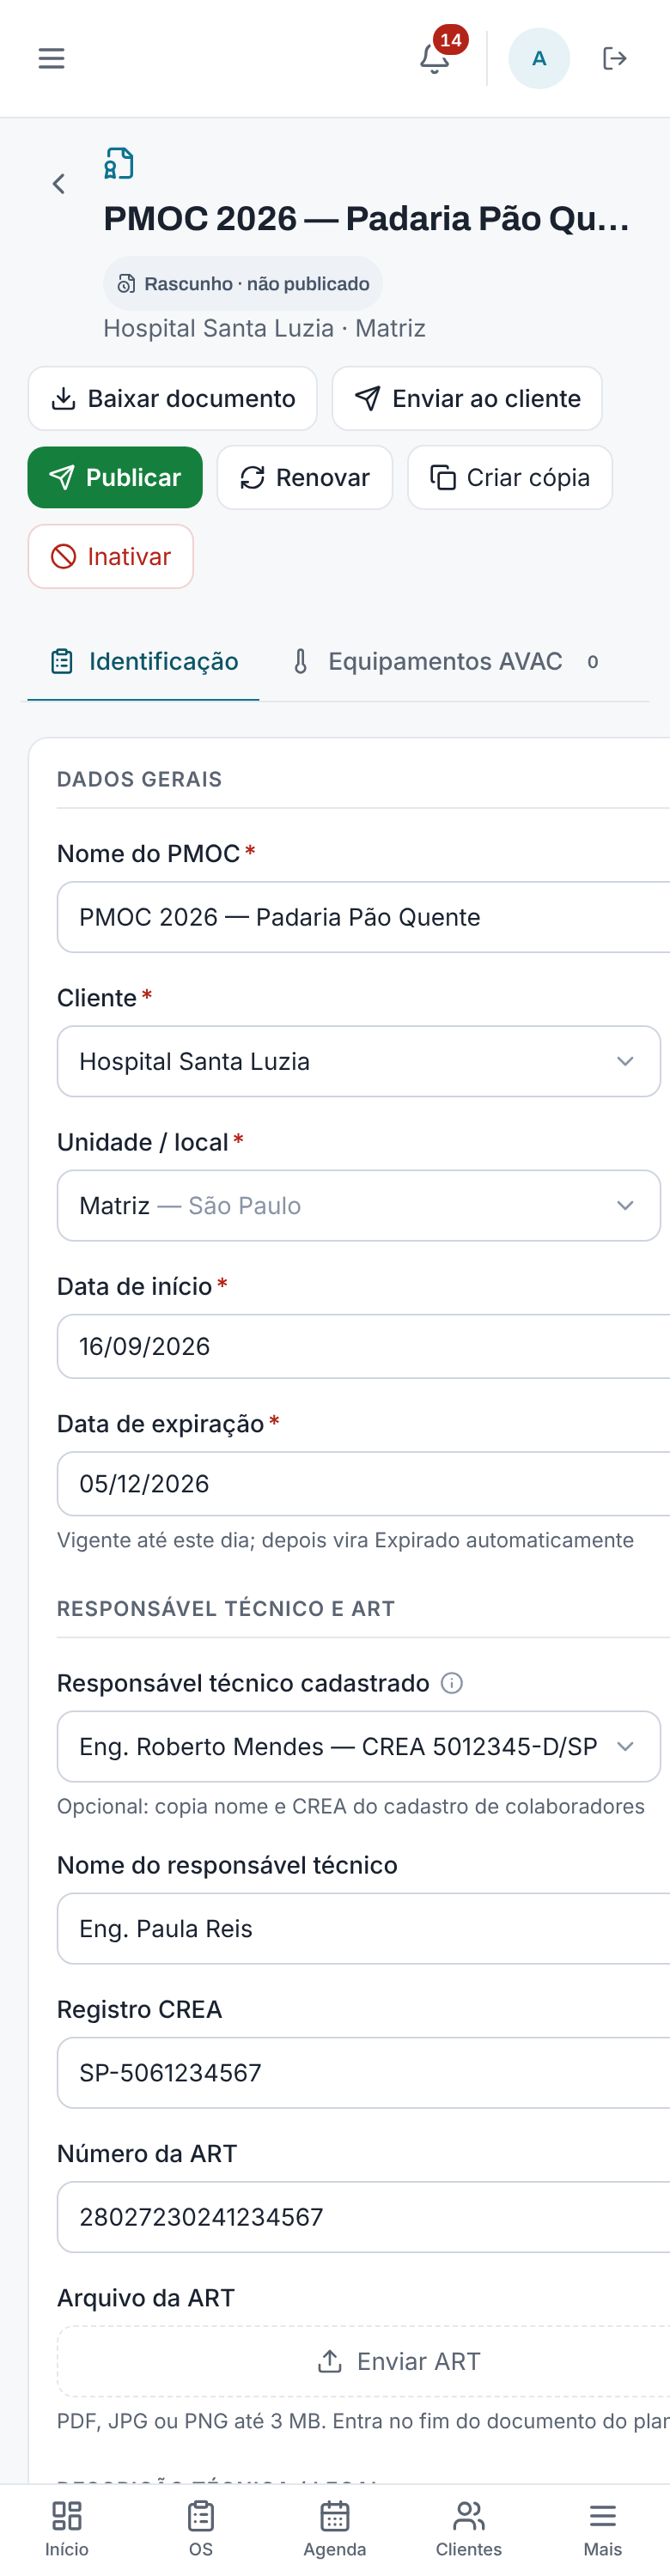 14
A
PMOC 2026 — Padaria Pão Qu...
Rascunho · não publicado
Hospital Santa Luzia · Matriz
Baixar documento
Enviar ao cliente
Publicar
Renovar
Criar cópia
Inativar
Identificação
Equipamentos AVAC 0
DADOS GERAIS
Nome do PMOC*
PMOC 2026 — Padaria Pão Quente
Cliente*
Hospital Santa Luzia
Unidade / local*
Matriz — São Paulo
Data de início*
16/09/2026
Data de expiração*
05/12/2026
Vigente até este dia; depois vira Expirado automaticamente
RESPONSÁVEL TÉCNICO E ART
Responsável técnico cadastrado
Eng. Roberto Mendes — CREA 5012345-D/SP
Opcional: copia nome e CREA do cadastro de colaboradores
Nome do responsável técnico
Eng. Paula Reis
Registro CREA
SP-5061234567
Número da ART
28027230241234567
Arquivo da ART
Enviar ART
PDF, JPG ou PNG até 3 MB. Entra no fim do documento do
Início
OS
Agenda
Clientes
Mais